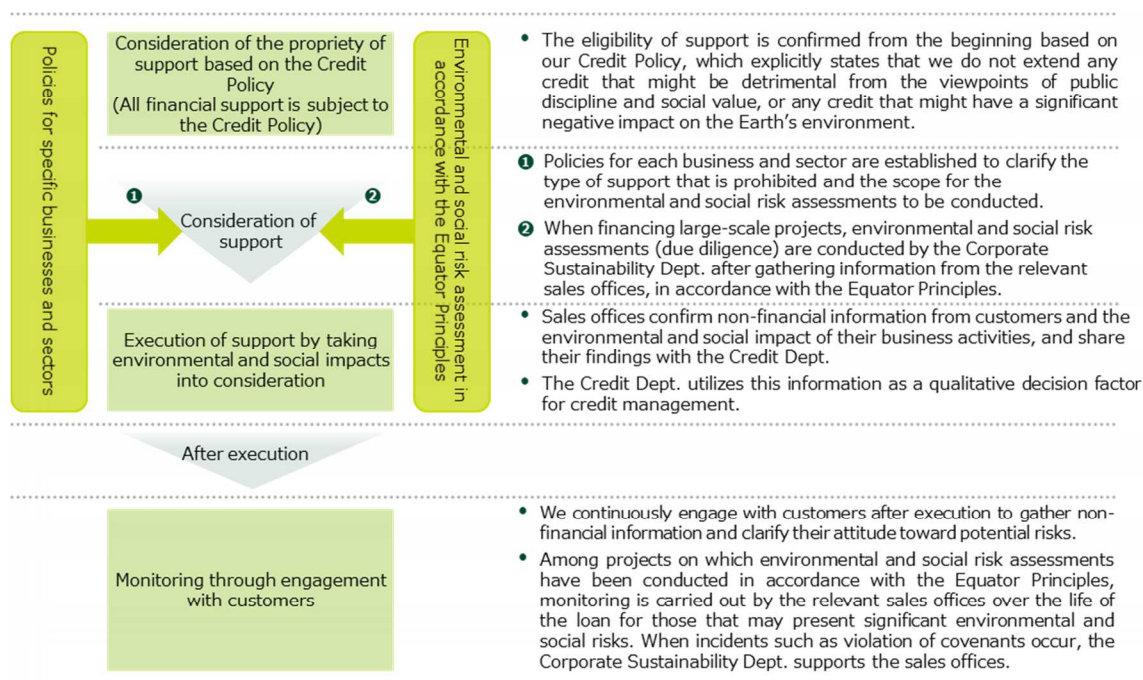 Policies for specific businesses and sectors
Consideration of the propriety of
support based on the Credit
Policy
(All financial support is subject to
the Credit Policy)
Environmental and social risk assessment in
accordance with the Equator Principles
• The eligibility of support is confirmed from the beginning based on
our Credit Policy, which explicitly states that we do not extend any
credit that might be detrimental from the viewpoints of public
discipline and social value, or any credit that might have a significant
negative impact on the Earth's environment.
❶
❷
Consideration of
support
❶ Policies for each business and sector are established to clarify the
type of support that is prohibited and the scope for the
environmental and social risk assessments to be conducted.
❷ When financing large-scale projects, environmental and social risk
assessments (due diligence) are conducted by the Corporate
Sustainability Dept. after gathering information from the relevant
sales offices, in accordance with the Equator Principles.
Execution of support by taking
environmental and social impacts
into consideration
• Sales offices confirm non-financial information from customers and the
environmental and social impact of their business activities, and share
their findings with the Credit Dept.
• The Credit Dept. utilizes this information as a qualitative decision factor
for credit management.
After execution
Monitoring through engagement
with customers
• We continuously engage with customers after execution to gather non-
financial information and clarify their attitude toward potential risks.
• Among projects on which environmental and social risk assessments
have been conducted in accordance with the Equator Principles,
monitoring is carried out by the relevant sales offices over the life of
the loan for those that may present significant environmental and
social risks. When incidents such as violation of covenants occur, the
Corporate Sustainability Dept. supports the sales offices.